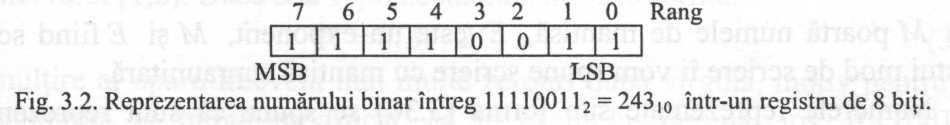 7 6 5 4 3 2 1 0 Rang
1 1 1 1 0 0 1 1
MSB LSB
Fig. 3.2. Reprezentarea numărului binar întreg 11110011₂ = 243₁₀ într-un registru de 8 biți.